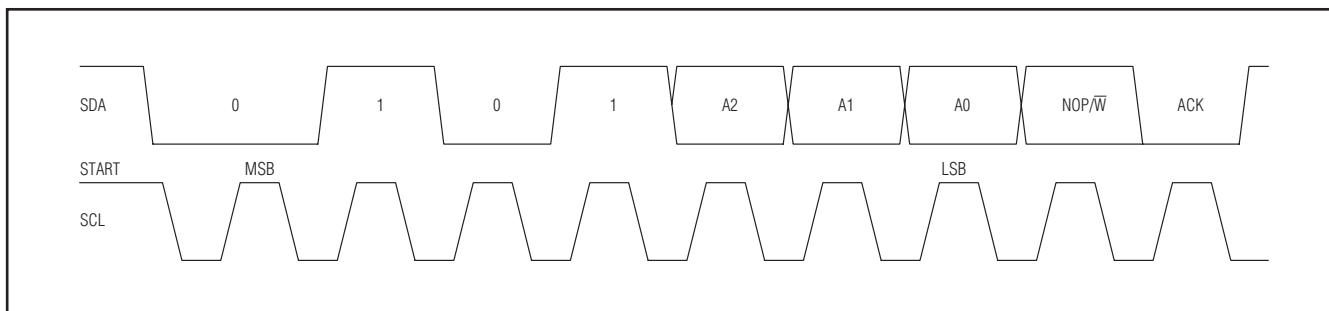 SDA 0 1 0 1 A2 A1 A0 NOP/W̅ ACK
START MSB LSB
SCL